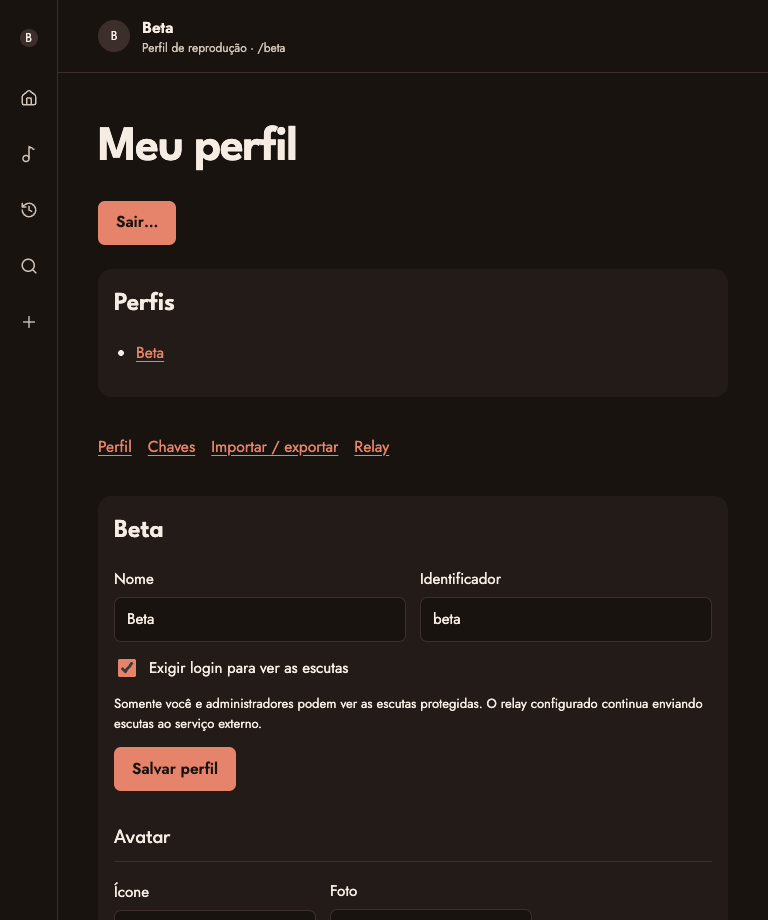 B
B
Beta
Perfil de reprodução · /beta
Meu perfil
Sair...
Perfis
Beta
Perfil Chaves Importar / exportar Relay
Beta
Nome Identificador
Beta beta
Exigir login para ver as escutas
Somente você e administradores podem ver as escutas protegidas. O relay configurado continua enviando
escutas ao serviço externo.
Salvar perfil
Avatar
Ícone Foto